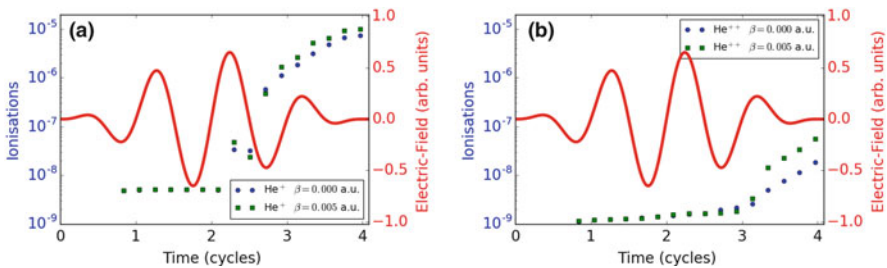 (a)
Ionisations
10⁻⁵
10⁻⁶
10⁻⁷
10⁻⁸
10⁻⁹
1.0
0.5
0.0
−0.5
−1.0
Electric-Field (arb. units)
He⁺ β = 0.000 a.u.
He⁺ β = 0.005 a.u.
0 1 2 3 4
Time (cycles)
(b)
Ionisations
10⁻⁵
10⁻⁶
10⁻⁷
10⁻⁸
10⁻⁹
He⁺⁺ β = 0.000 a.u.
He⁺⁺ β = 0.005 a.u.
1.0
0.5
0.0
−0.5
−1.0
Electric-Field (arb. units)
0 1 2 3 4
Time (cycles)